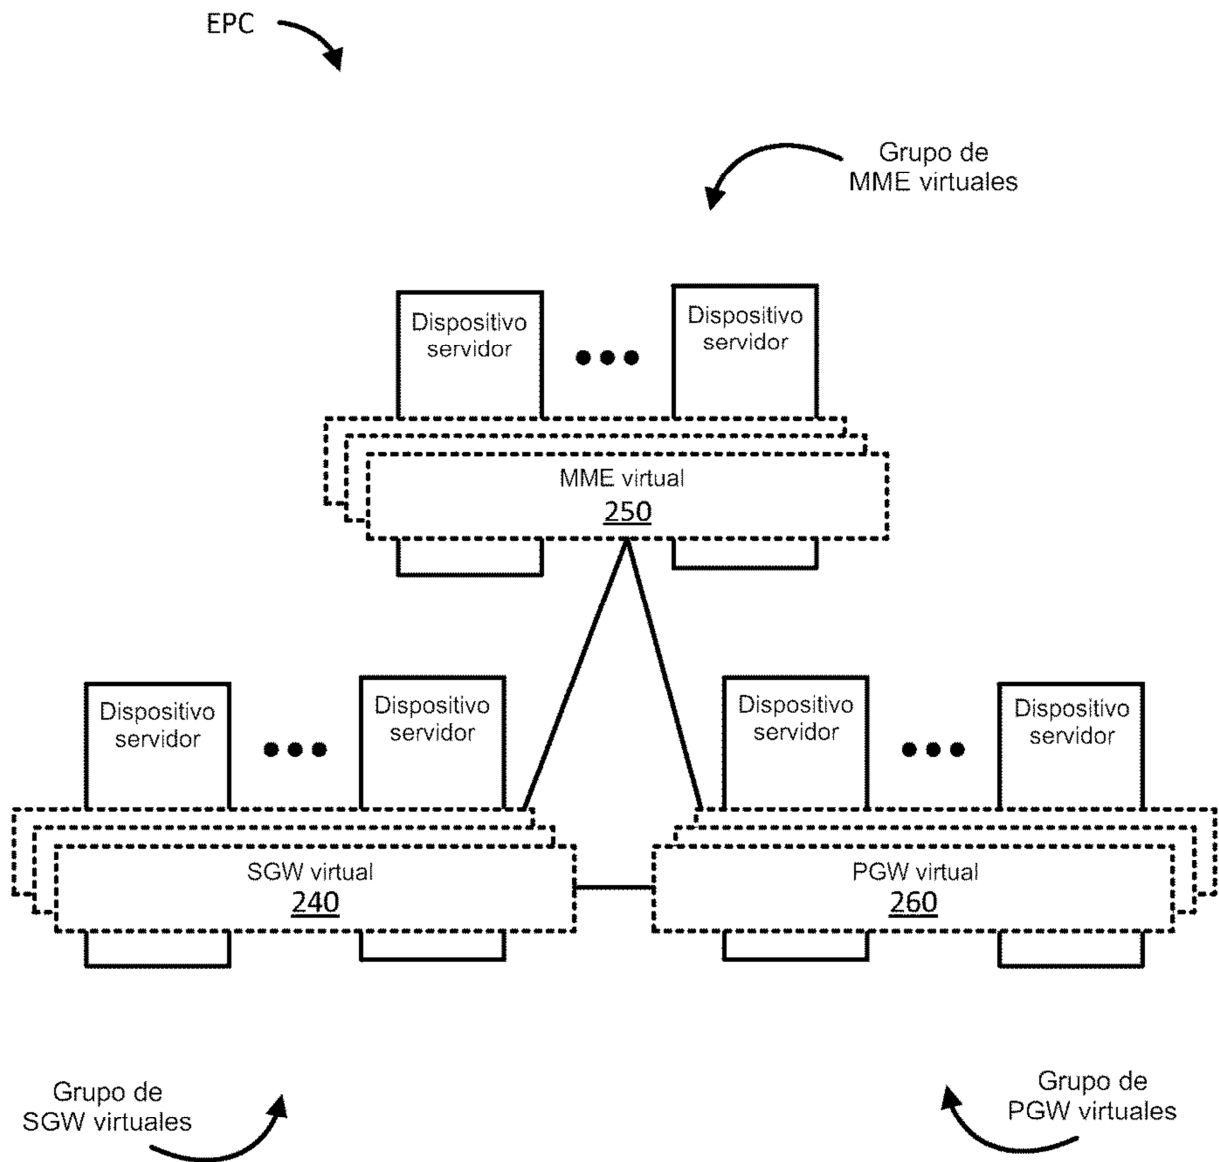 EPC
Grupo de
MME virtuales
Dispositivo
servidor
Dispositivo
servidor
MME virtual
250
Dispositivo
servidor
Dispositivo
servidor
Dispositivo
servidor
Dispositivo
servidor
SGW virtual
240
PGW virtual
260
Grupo de
SGW virtuales
Grupo de
PGW virtuales